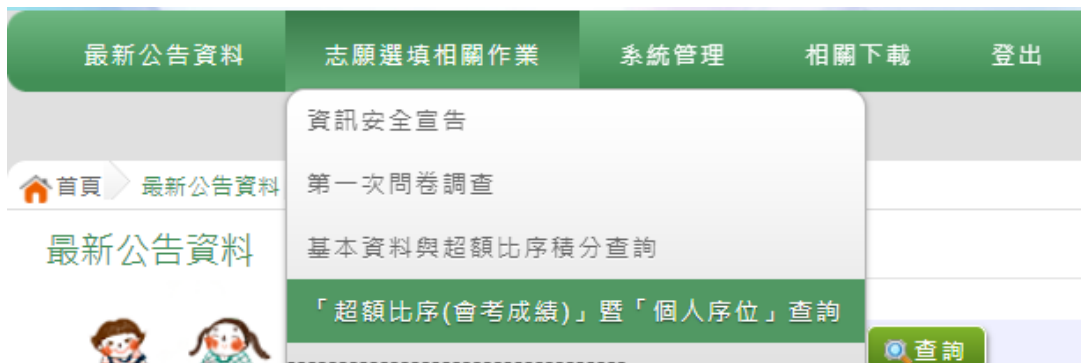 最新公告資料 志願選填相關作業 系統管理 相關下載 登出
資訊安全宣告
第一次問卷調查
基本資料與超額比序積分查詢
「超額比序(會考成績)」暨「個人序位」查詢
首頁 最新公告資料
最新公告資料
查詢